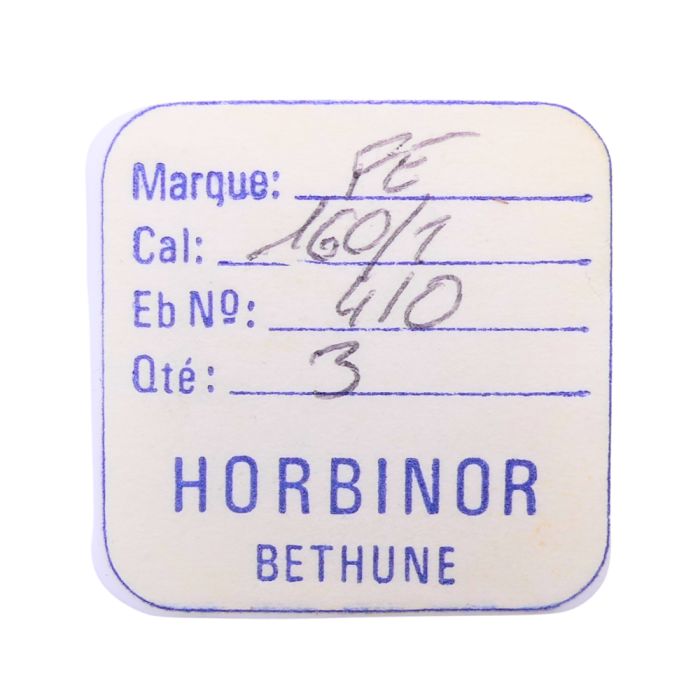 Marque: FE
Cal: 160/1
Eb Nº: 410
Qté: 3
HORBINOR
BETHUNE